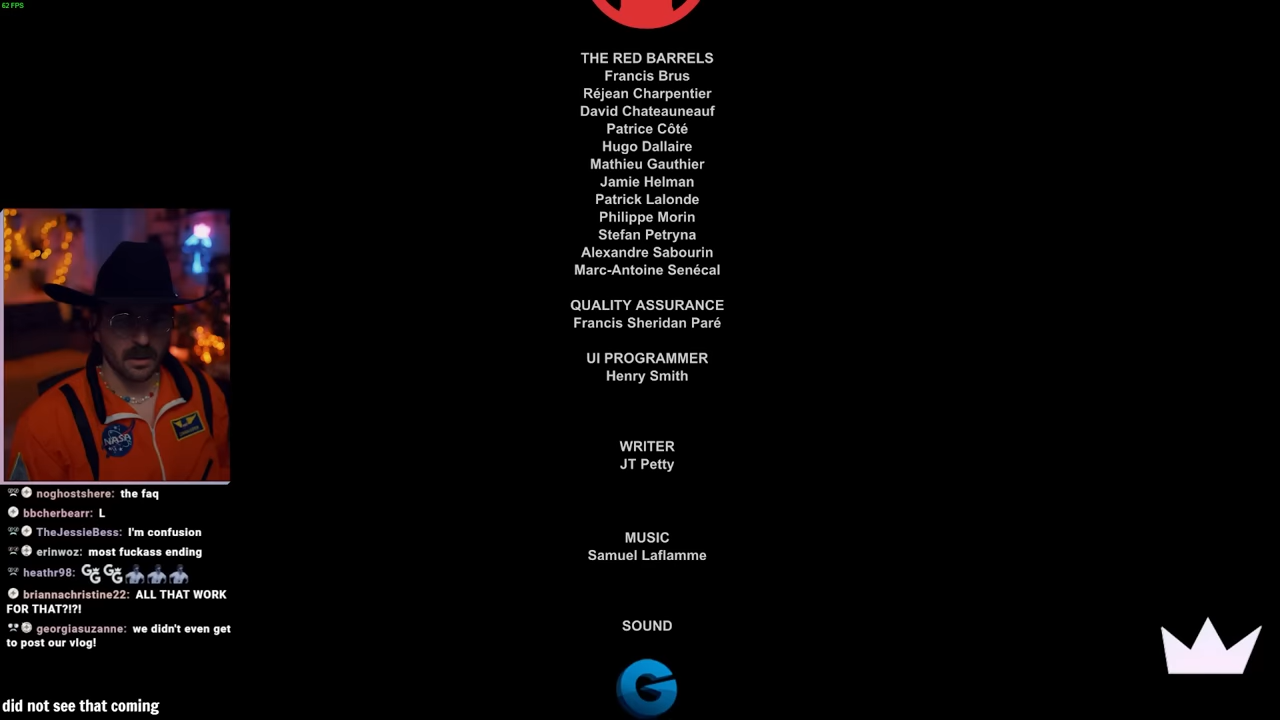 62 FPS
THE RED BARRELS
Francis Brus
Réjean Charpentier
David Chateauneuf
Patrice Côté
Hugo Dallaire
Mathieu Gauthier
Jamie Helman
Patrick Lalonde
Philippe Morin
Stefan Petryna
Alexandre Sabourin
Marc-Antoine Senécal
QUALITY ASSURANCE
Francis Sheridan Paré
UI PROGRAMMER
Henry Smith
WRITER
JT Petty
MUSIC
Samuel Laflamme
SOUND
G
NASA
noghostshere: the faq
bbcherbearr: L
TheJessieBess: I'm confusion
erinwoz: most fuckass ending
heathr98: GG GG
briannachristine22: ALL THAT WORK
FOR THAT?!?!
georgiasuzanne: we didn't even get
to post our vlog!
did not see that coming